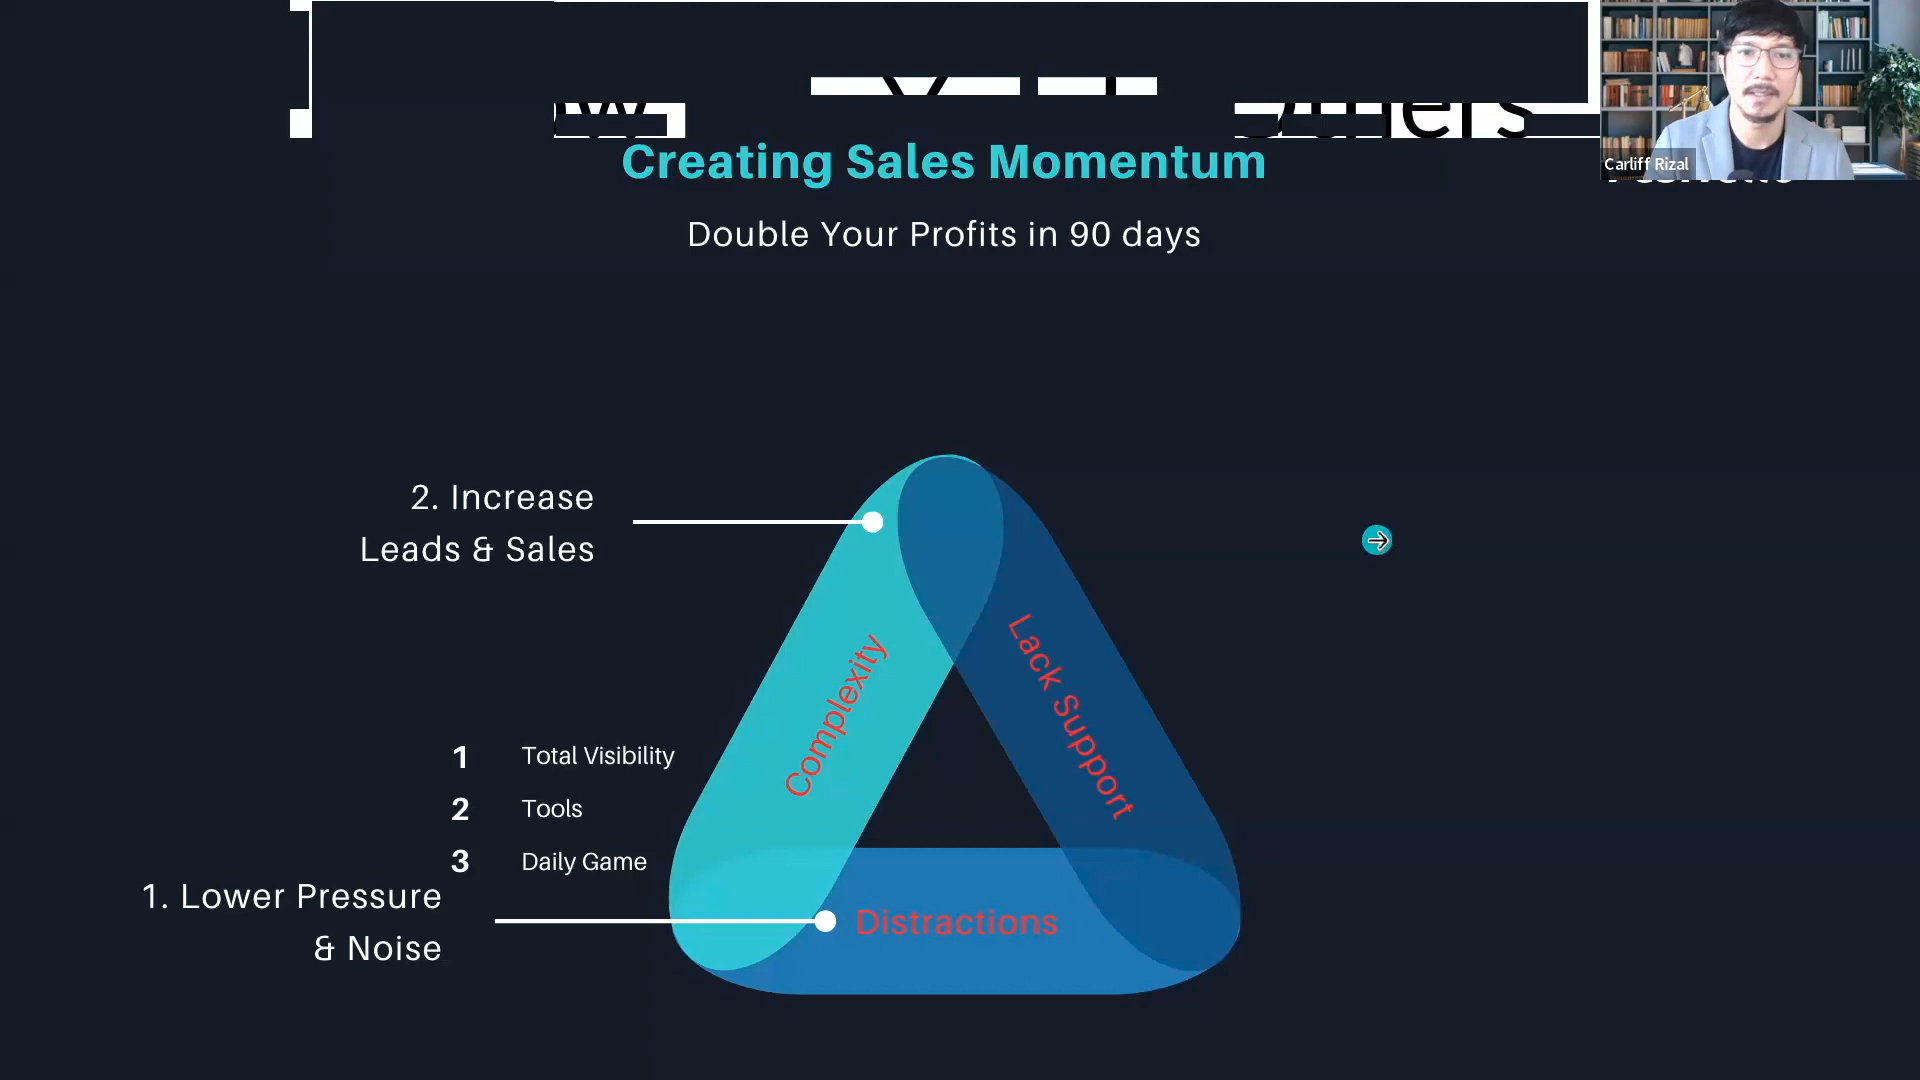 Carliff Rizal
Creating Sales Momentum
Double Your Profits in 90 days
2. Increase
Leads & Sales
Complexity
Lack Support
1 Total Visibility
2 Tools
3 Daily Game
1. Lower Pressure
& Noise
Distractions